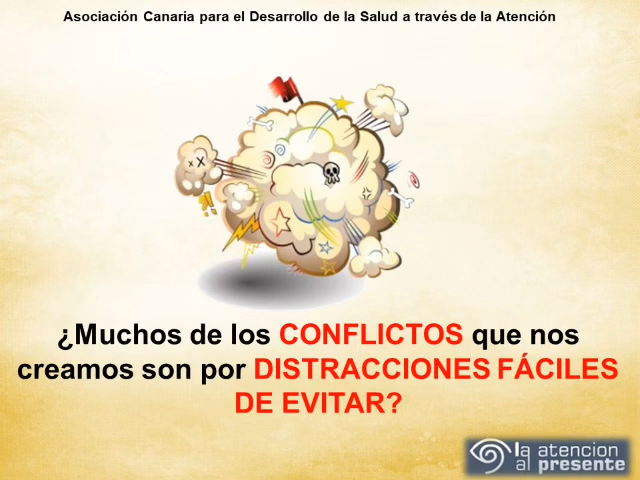 Asociación Canaria para el Desarrollo de la Salud a través de la Atención
¿Muchos de los CONFLICTOS que nos
creamos son por DISTRACCIONES FÁCILES
DE EVITAR?
la atencion
al presente